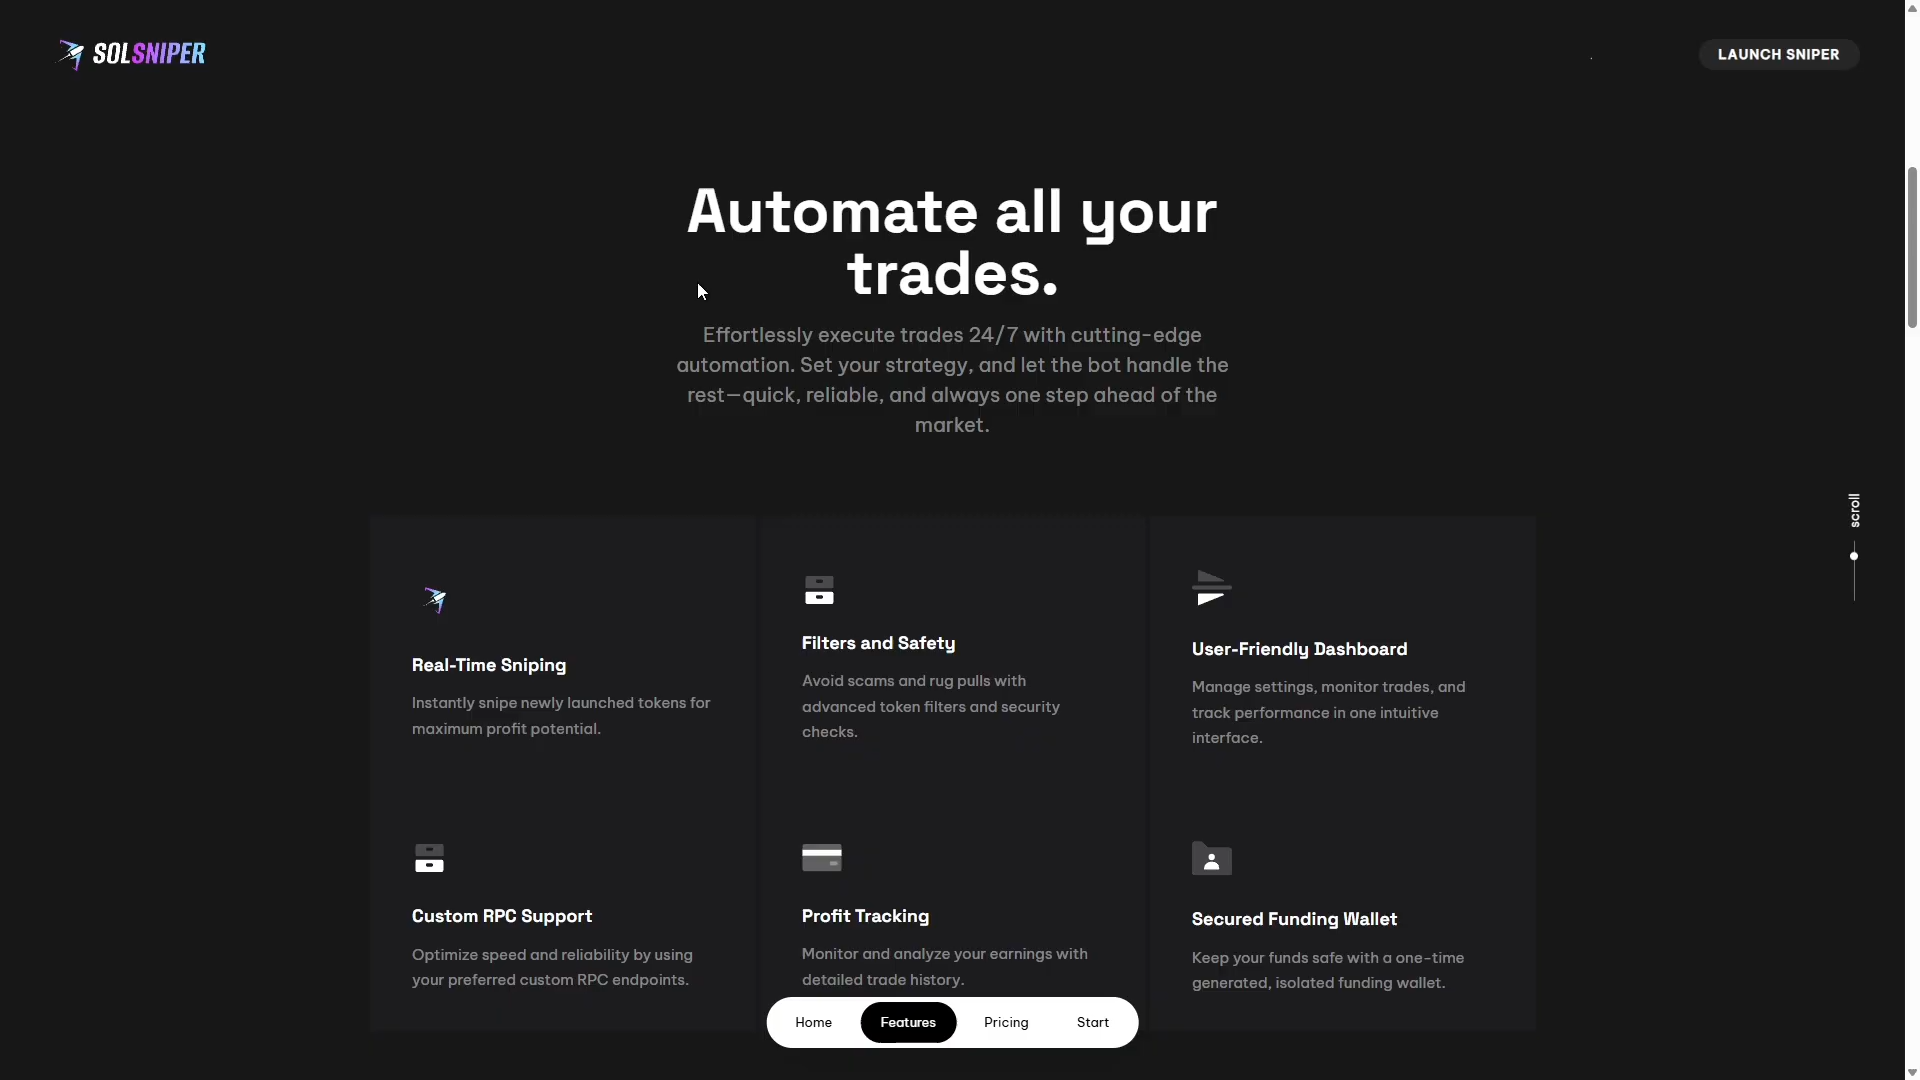 SOLSNIPER
LAUNCH SNIPER
Automate all your
trades.
Effortlessly execute trades 24/7 with cutting-edge
automation. Set your strategy, and let the bot handle the
rest—quick, reliable, and always one step ahead of the
market.
scroll
Real-Time Sniping
Instantly snipe newly launched tokens for
maximum profit potential.
Filters and Safety
Avoid scams and rug pulls with
advanced token filters and security
checks.
User-Friendly Dashboard
Manage settings, monitor trades, and
track performance in one intuitive
interface.
Custom RPC Support
Optimize speed and reliability by using
your preferred custom RPC endpoints.
Profit Tracking
Monitor and analyze your earnings with
detailed trade history.
Secured Funding Wallet
Keep your funds safe with a one-time
generated, isolated funding wallet.
Home Features Pricing Start